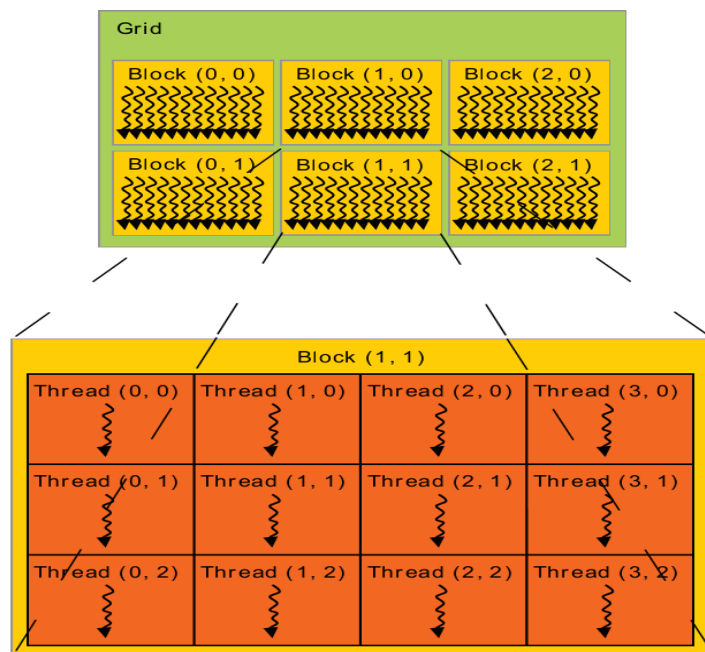 Grid
Block (0, 0) Block (1, 0) Block (2, 0)
Block (0, 1) Block (1, 1) Block (2, 1)
Block (1, 1)
Thread (0, 0) Thread (1, 0) Thread (2, 0) Thread (3, 0)
Thread (0, 1) Thread (1, 1) Thread (2, 1) Thread (3, 1)
Thread (0, 2) Thread (1, 2) Thread (2, 2) Thread (3, 2)